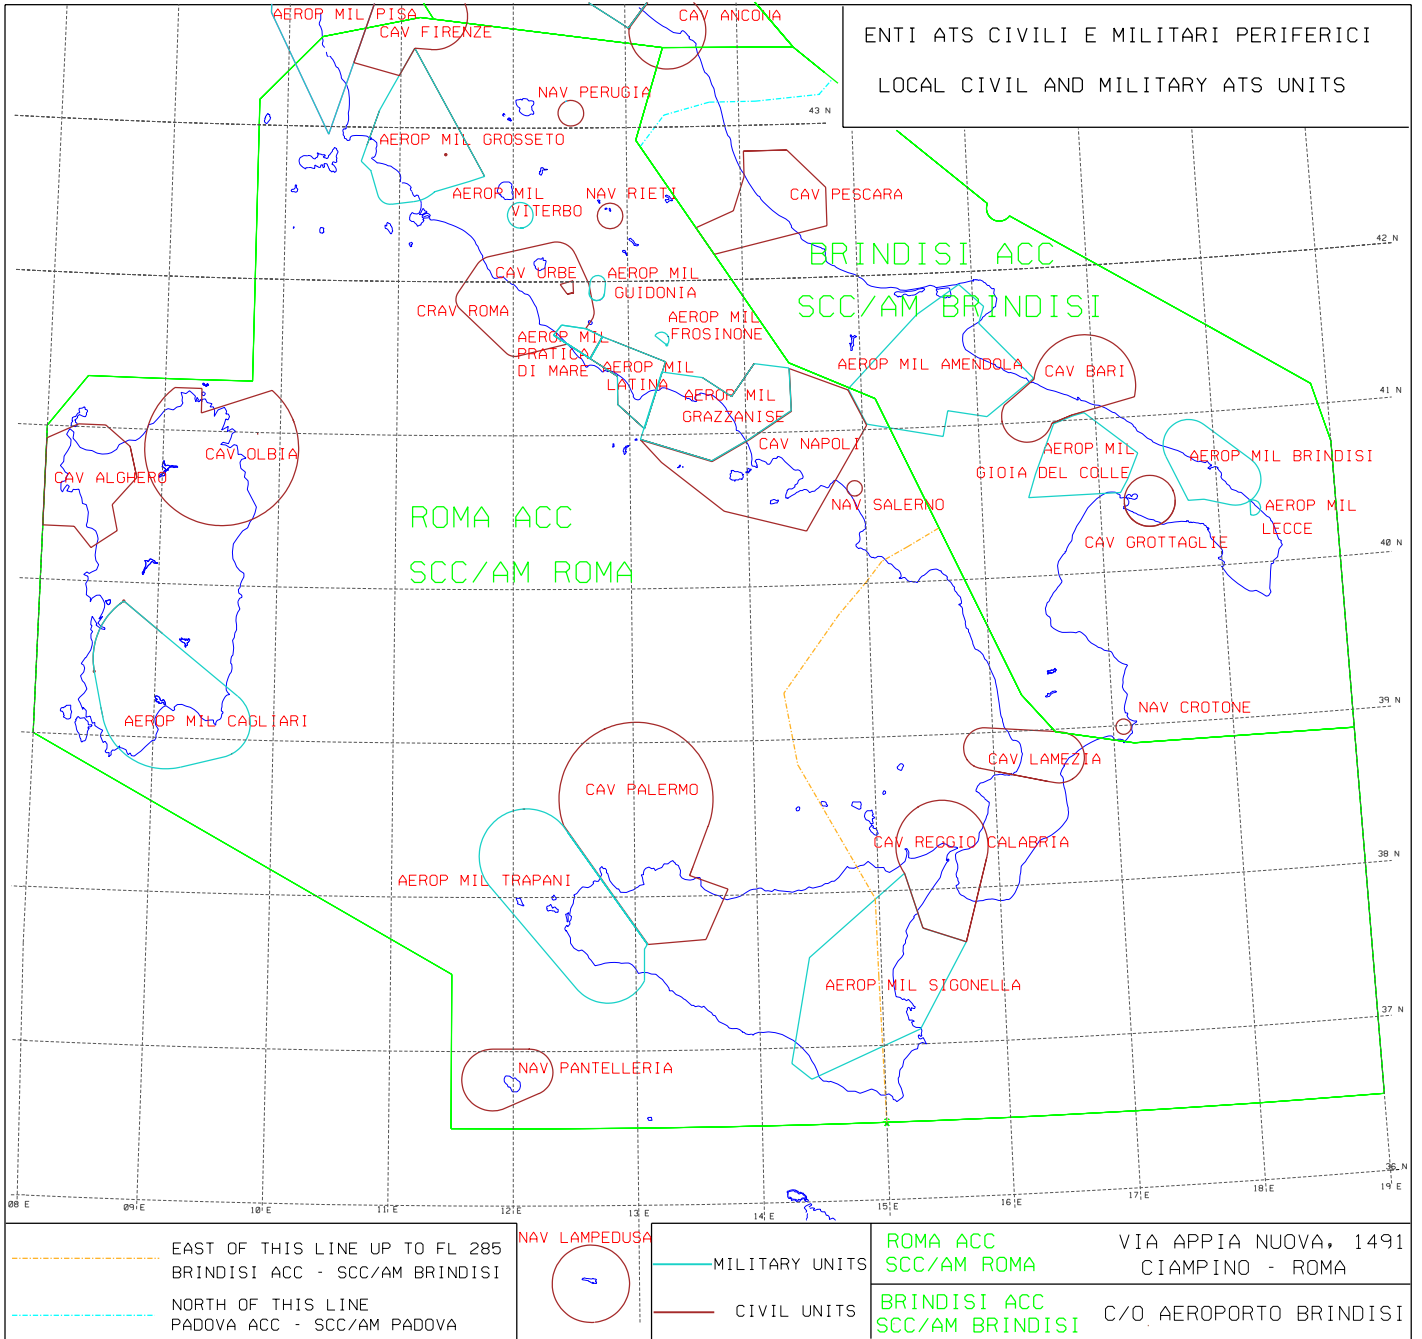 ENTI ATS CIVILI E MILITARI PERIFERICI
LOCAL CIVIL AND MILITARY ATS UNITS
AEROP MIL PISA
CAV FIRENZE
CAV ANCONA
NAV PERUGIA
43 N
AEROP MIL GROSSETO
AEROP MIL
VITERBO
NAV RIETI
CAV PESCARA
42 N
BRINDISI ACC
SCC/AM BRINDISI
CAV URBE
AEROP MIL
GUIDONIA
CRAV ROMA
AEROP MIL
FROSINONE
AEROP MIL
PRATICA
DI MARE
AEROP MIL
LATINA
AEROP MIL AMENDOLA
CAV BARI
41 N
AEROP MIL
GRAZZANISE
CAV NAPOLI
CAV OLBIA
CAV ALGHERO
AEROP MIL
GIOIA DEL COLLE
AEROP MIL BRINDISI
NAV SALERNO
AEROP MIL
LECCE
CAV GROTTAGLIE
40 N
ROMA ACC
SCC/AM ROMA
AEROP MIL CAGLIARI
39 N
NAV CROTONE
CAV LAMEZIA
CAV PALERMO
CAV REGGIO CALABRIA
38 N
AEROP MIL TRAPANI
AEROP MIL SIGONELLA
37 N
NAV PANTELLERIA
36 N
08 E
09 E
10 E
11 E
12 E
13 E
14 E
15 E
16 E
17 E
18 E
19 E
EAST OF THIS LINE UP TO FL 285
BRINDISI ACC - SCC/AM BRINDISI
NORTH OF THIS LINE
PADOVA ACC - SCC/AM PADOVA
NAV LAMPEDUSA
MILITARY UNITS
CIVIL UNITS
ROMA ACC
SCC/AM ROMA
VIA APPIA NUOVA, 1491
CIAMPINO - ROMA
BRINDISI ACC
SCC/AM BRINDISI
C/O AEROPORTO BRINDISI